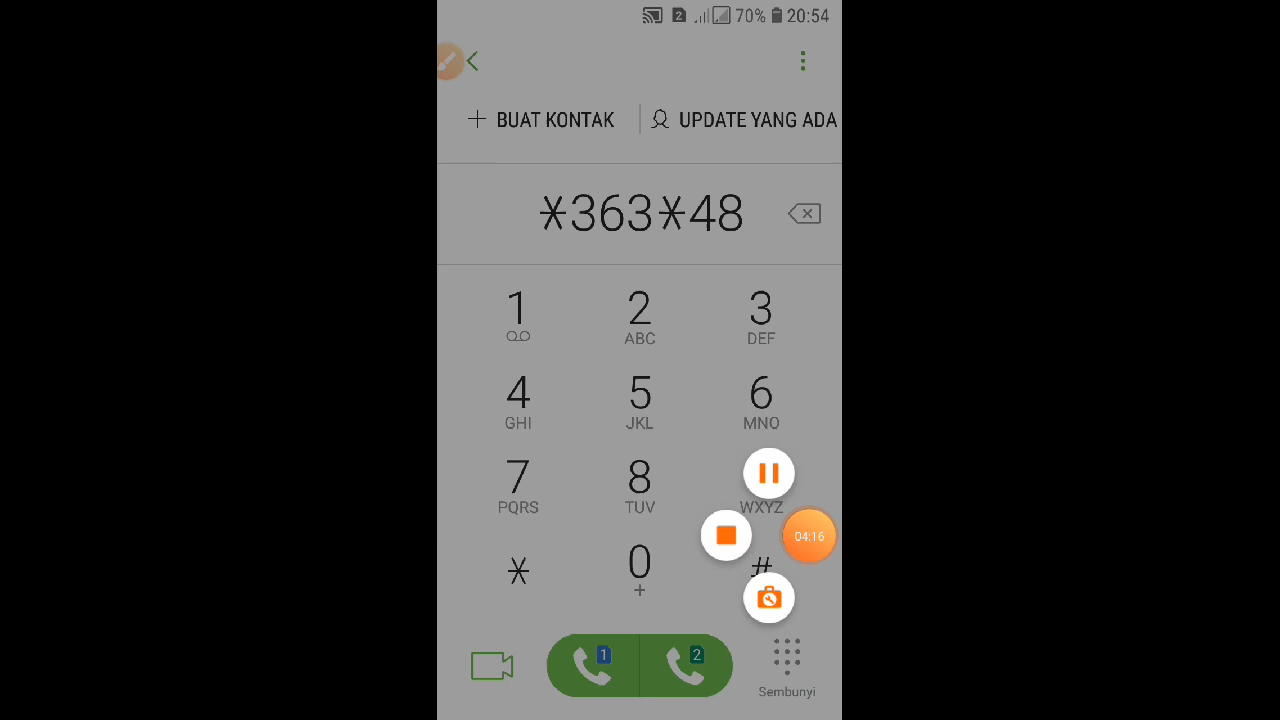 2 70% 20:54
BUAT KONTAK UPDATE YANG ADA
*363*48
1 2 3
ABC DEF
4 5 6
GHI JKL MNO
7 8
PQRS TUV WXYZ
04:16
* 0 #
+
1 2
Sembunyi